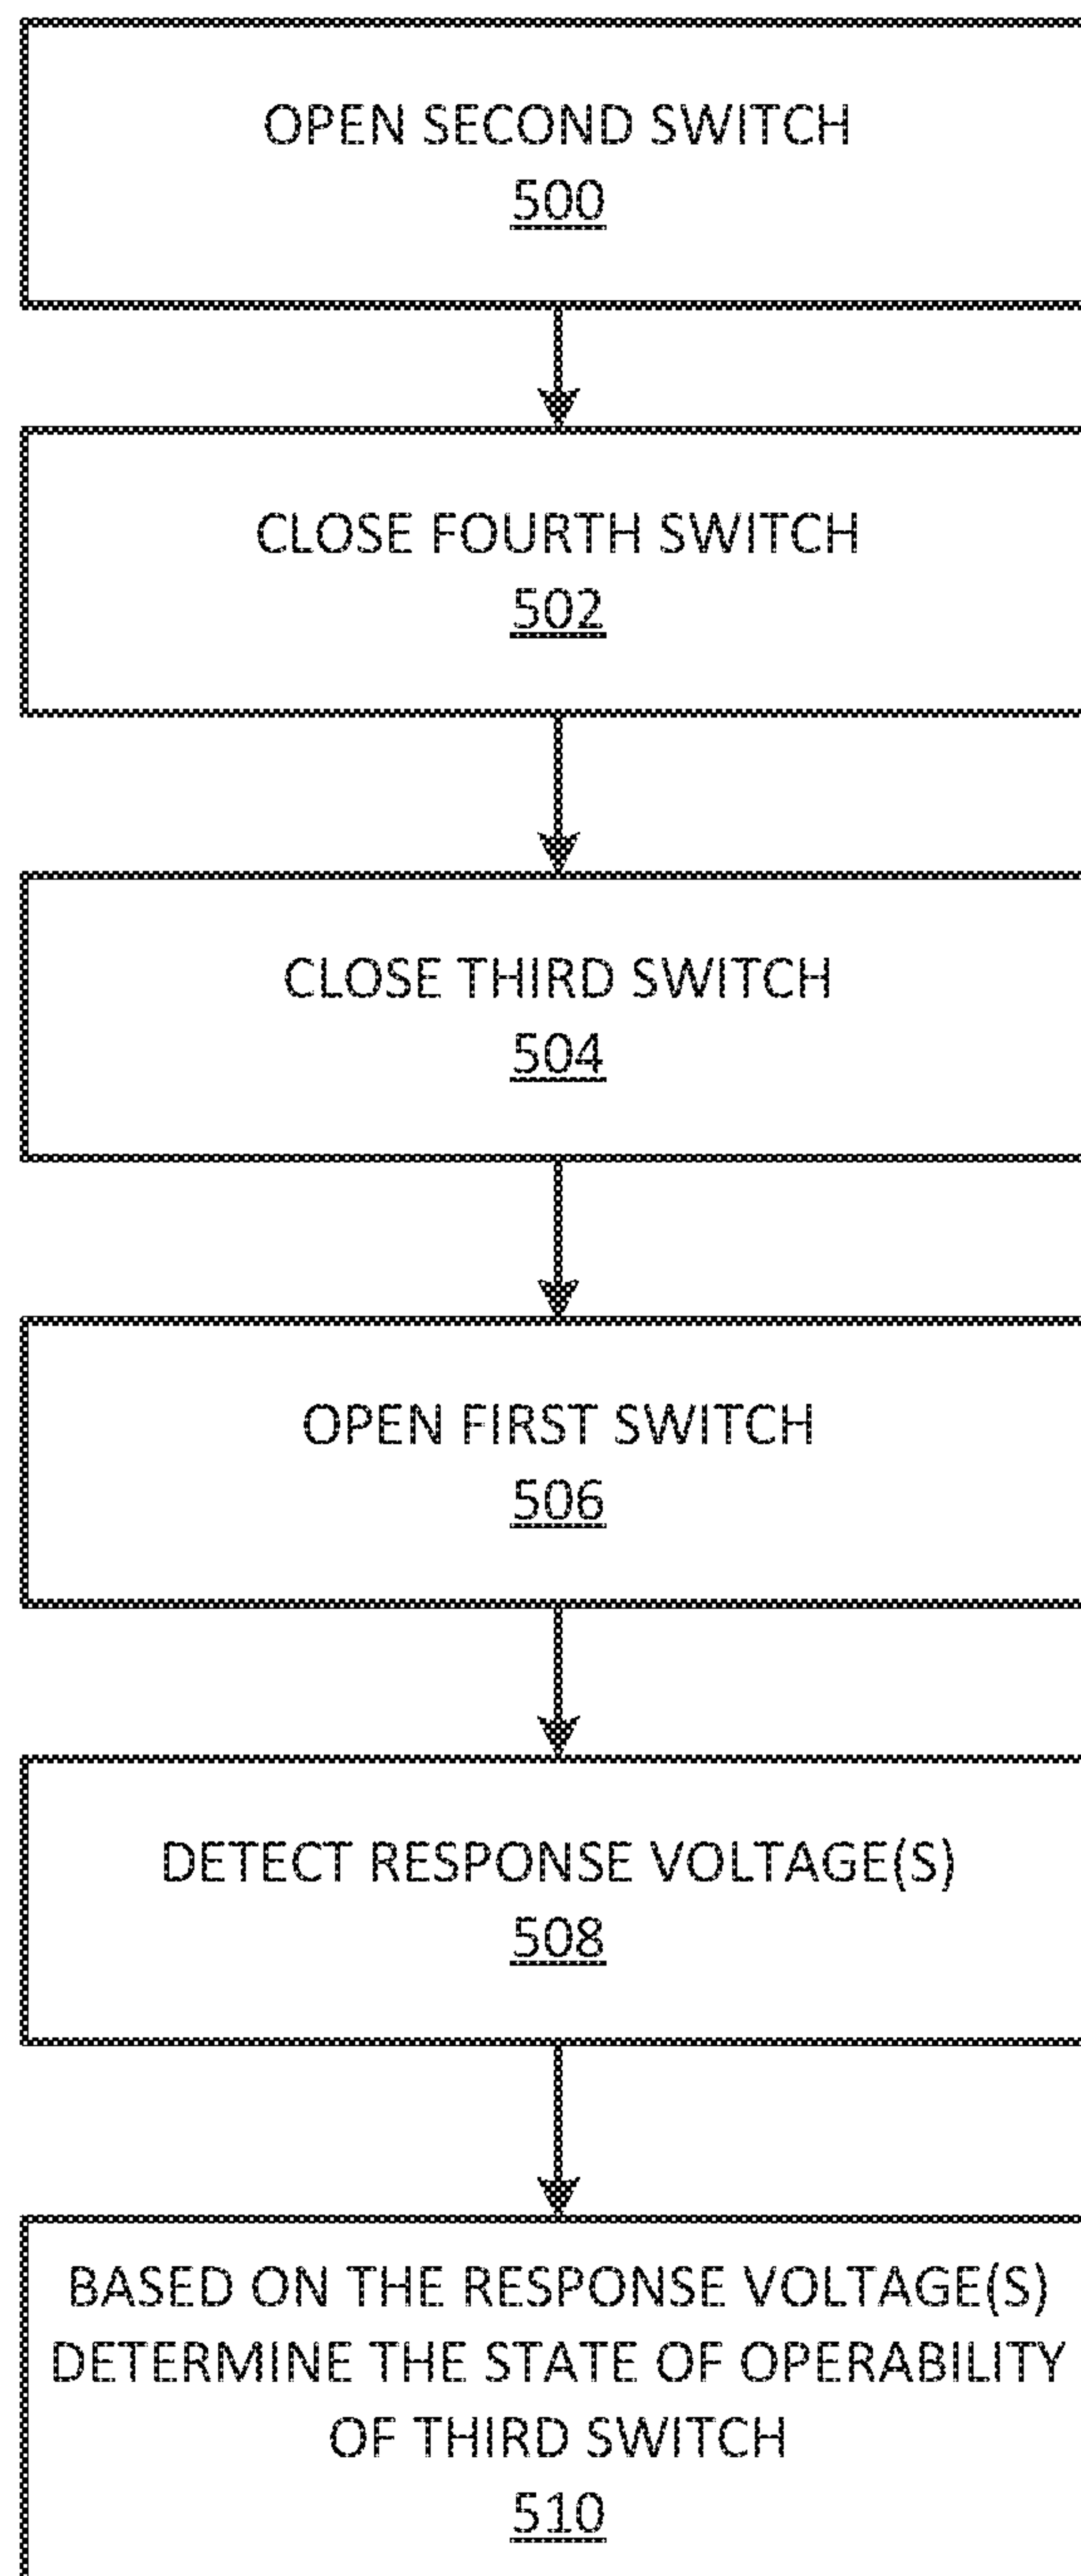 OPEN SECOND SWITCH
500
CLOSE FOURTH SWITCH
502
CLOSE THIRD SWITCH
504
OPEN FIRST SWITCH
506
DETECT RESPONSE VOLTAGE(S)
508
BASED ON THE RESPONSE VOLTAGE(S)
DETERMINE THE STATE OF OPERABILITY
OF THIRD SWITCH
510